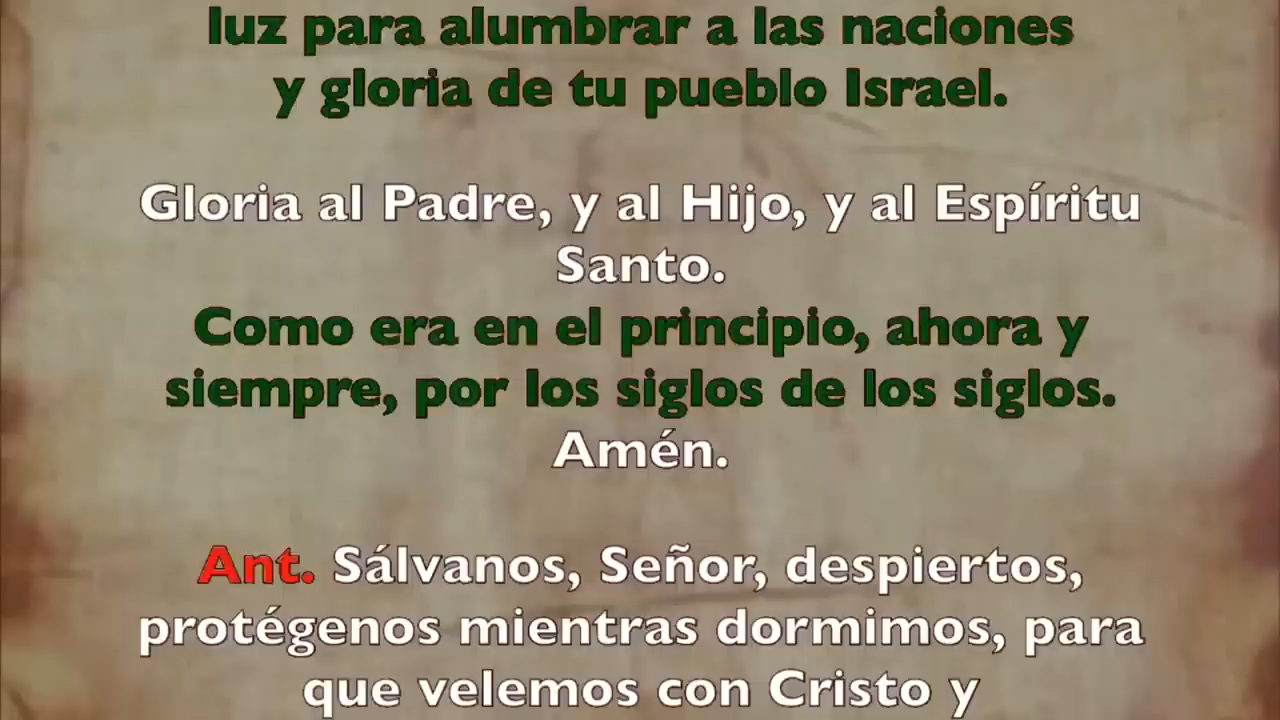 luz para alumbrar a las naciones
y gloria de tu pueblo Israel.
Gloria al Padre, y al Hijo, y al Espíritu
Santo.
Como era en el principio, ahora y
siempre, por los siglos de los siglos.
Amén.
Ant. Sálvanos, Señor, despiertos,
protégenos mientras dormimos, para
que velemos con Cristo y